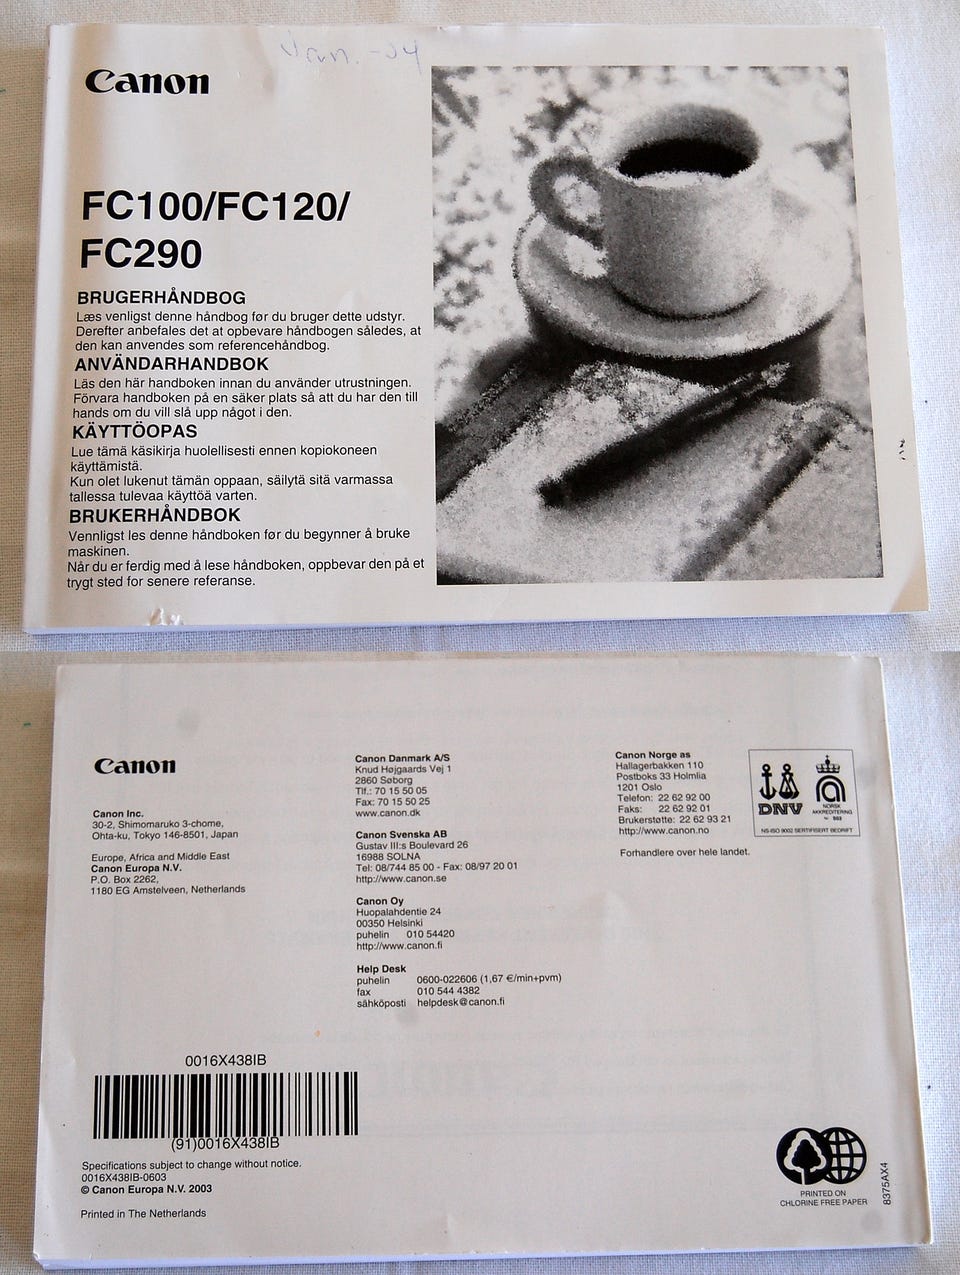 Jan. -04
Canon
FC100/FC120/
FC290
BRUGERHÅNDBOG
Læs venligst denne håndbog før du bruger dette udstyr.
Derefter anbefales det at opbevare håndbogen således, at
den kan anvendes som referencehåndbog.
ANVÄNDARHANDBOK
Läs den här handboken innan du använder utrustningen.
Förvara handboken på en säker plats så att du har den till
hands om du vill slå upp något i den.
KÄYTTÖOPAS
Lue tämä käsikirja huolellisesti ennen kopiokoneen
käyttämistä.
Kun olet lukenut tämän oppaan, säilytä sitä varmassa
tallessa tulevaa käyttöä varten.
BRUKERHÅNDBOK
Vennligst les denne håndboken før du begynner å bruke
maskinen.
Når du er ferdig med å lese håndboken, oppbevar den på et
trygt sted for senere referanse.
Canon
Canon Inc.
30-2, Shimomaruko 3-chome,
Ohta-ku, Tokyo 146-8501, Japan
Europe, Africa and Middle East
Canon Europa N.V.
P.O. Box 2262,
1180 EG Amstelveen, Netherlands
Canon Danmark A/S
Knud Højgaards Vej 1
2860 Søborg
Tlf.: 70 15 50 05
Fax: 70 15 50 25
www.canon.dk
Canon Svenska AB
Gustav III:s Boulevard 26
16988 SOLNA
Tel: 08/744 85 00 - Fax: 08/97 20 01
http://www.canon.se
Canon Oy
Huopalahdentie 24
00350 Helsinki
puhelin 010 54420
http://www.canon.fi
Help Desk
puhelin 0600-022606 (1,67 €/min+pvm)
fax 010 544 4382
sähköposti helpdesk@canon.fi
Canon Norge as
Hallagerbakken 110
Postboks 33 Holmlia
1201 Oslo
Telefon: 22 62 92 00
Faks: 22 62 92 01
Brukerstøtte: 22 62 93 21
http://www.canon.no
Forhandlere over hele landet.
DNV
NORSK
AKKREDITERING
NS-ISO 9002 SERTIFISERT BEDRIFT
0016X438IB
(91)0016X438IB
Specifications subject to change without notice.
0016X438IB-0603
© Canon Europa N.V. 2003
Printed in The Netherlands
PRINTED ON
CHLORINE FREE PAPER
8375AX4